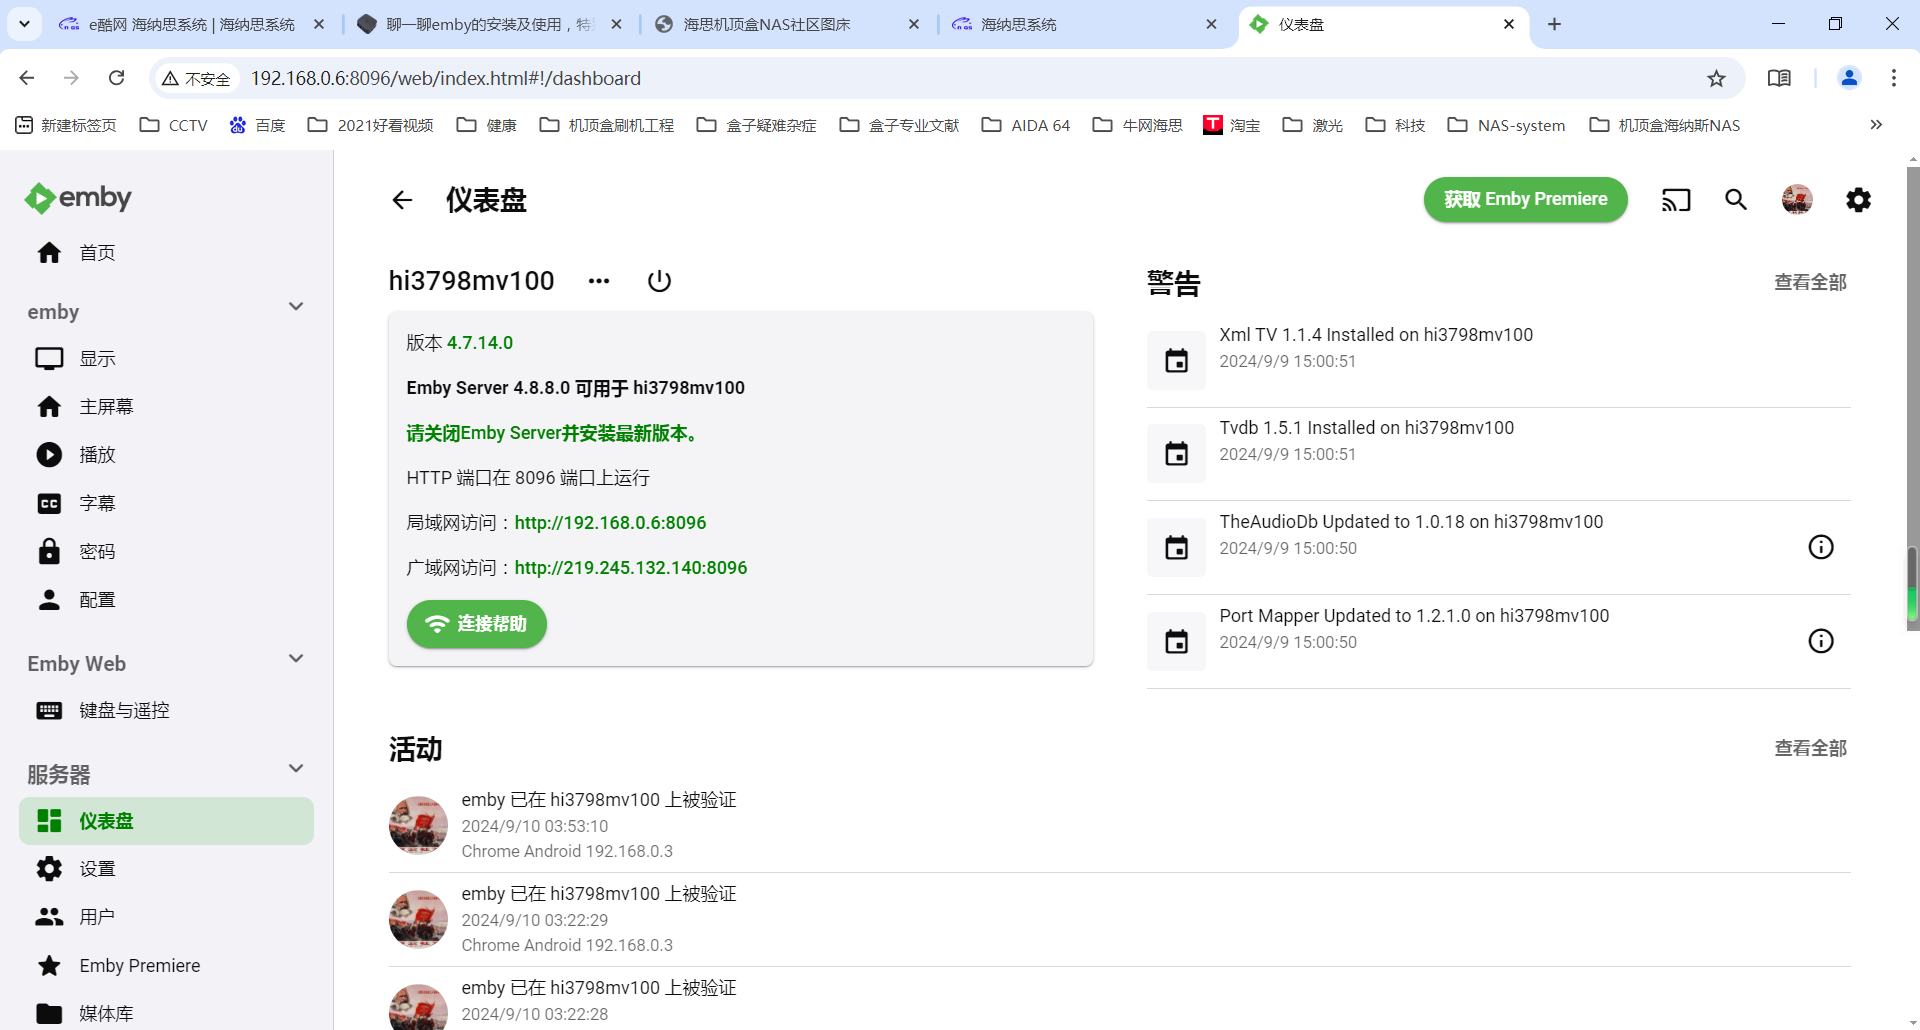 e酷网 海纳思系统 | 海纳思系统
聊一聊emby的安装及使用，特
海思机顶盒NAS社区图床
海纳思系统
仪表盘
不安全
192.168.0.6:8096/web/index.html#!/dashboard
新建标签页
CCTV
百度
2021好看视频
健康
机顶盒刷机工程
盒子疑难杂症
盒子专业文献
AIDA 64
牛网海思
淘宝
激光
科技
NAS-system
机顶盒海纳斯NAS
emby
首页
emby
显示
主屏幕
播放
字幕
密码
配置
Emby Web
键盘与遥控
服务器
仪表盘
设置
用户
Emby Premiere
媒体库
仪表盘
获取 Emby Premiere
hi3798mv100
版本 4.7.14.0
Emby Server 4.8.8.0 可用于 hi3798mv100
请关闭Emby Server并安装最新版本。
HTTP 端口在 8096 端口上运行
局域网访问：http://192.168.0.6:8096
广域网访问：http://219.245.132.140:8096
连接帮助
警告
查看全部
Xml TV 1.1.4 Installed on hi3798mv100
2024/9/9 15:00:51
Tvdb 1.5.1 Installed on hi3798mv100
2024/9/9 15:00:51
TheAudioDb Updated to 1.0.18 on hi3798mv100
2024/9/9 15:00:50
Port Mapper Updated to 1.2.1.0 on hi3798mv100
2024/9/9 15:00:50
活动
查看全部
emby 已在 hi3798mv100 上被验证
2024/9/10 03:53:10
Chrome Android 192.168.0.3
emby 已在 hi3798mv100 上被验证
2024/9/10 03:22:29
Chrome Android 192.168.0.3
emby 已在 hi3798mv100 上被验证
2024/9/10 03:22:28